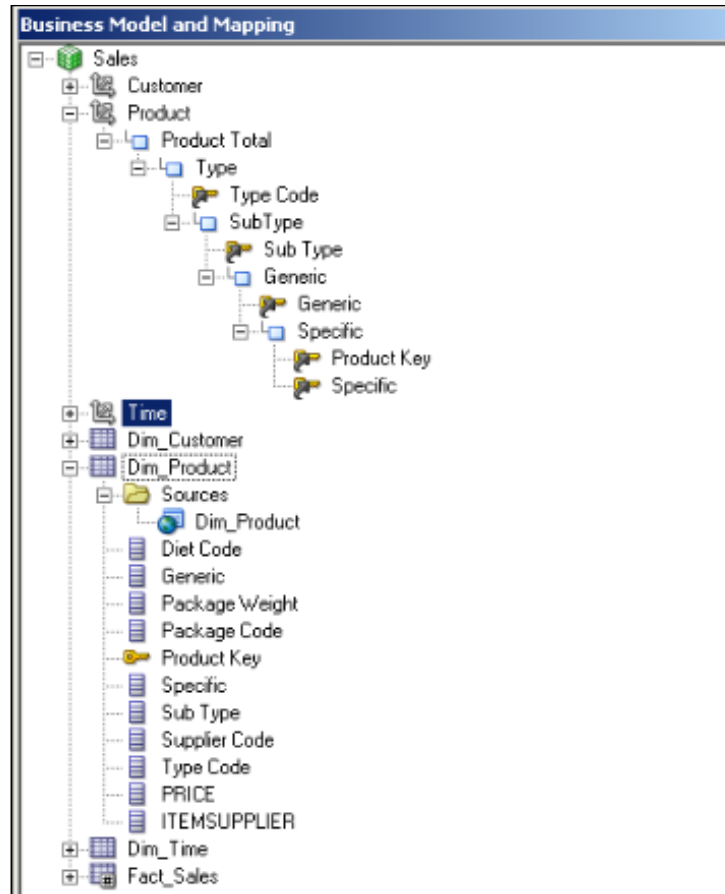 Business Model and Mapping
Sales
Customer
Product
Product Total
Type
Type Code
SubType
Sub Type
Generic
Generic
Specific
Product Key
Specific
Time
Dim_Customer
Dim_Product
Sources
Dim_Product
Diet Code
Generic
Package Weight
Package Code
Product Key
Specific
Sub Type
Supplier Code
Type Code
PRICE
ITEMSUPPLIER
Dim_Time
Fact_Sales